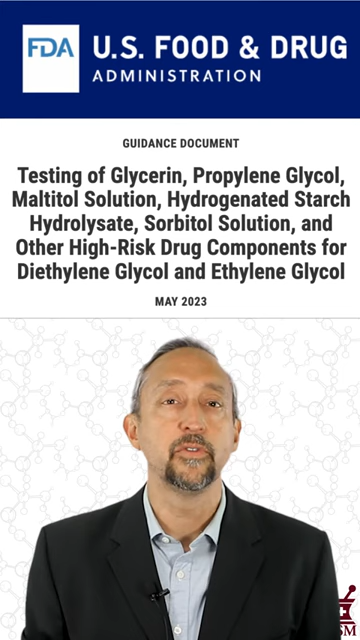 FDA
U.S. FOOD & DRUG
ADMINISTRATION
GUIDANCE DOCUMENT
Testing of Glycerin, Propylene Glycol,
Maltitol Solution, Hydrogenated Starch
Hydrolysate, Sorbitol Solution, and
Other High-Risk Drug Components for
Diethylene Glycol and Ethylene Glycol
MAY 2023
SM